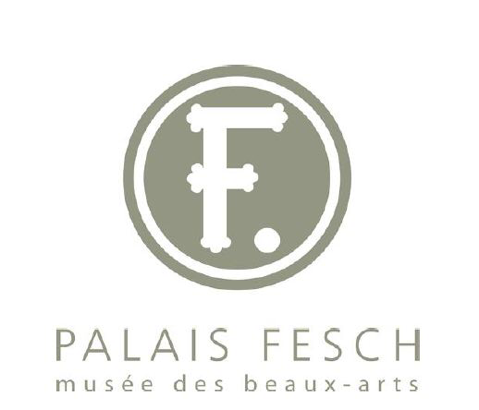 F.
PALAIS FESCH
musée des beaux-arts